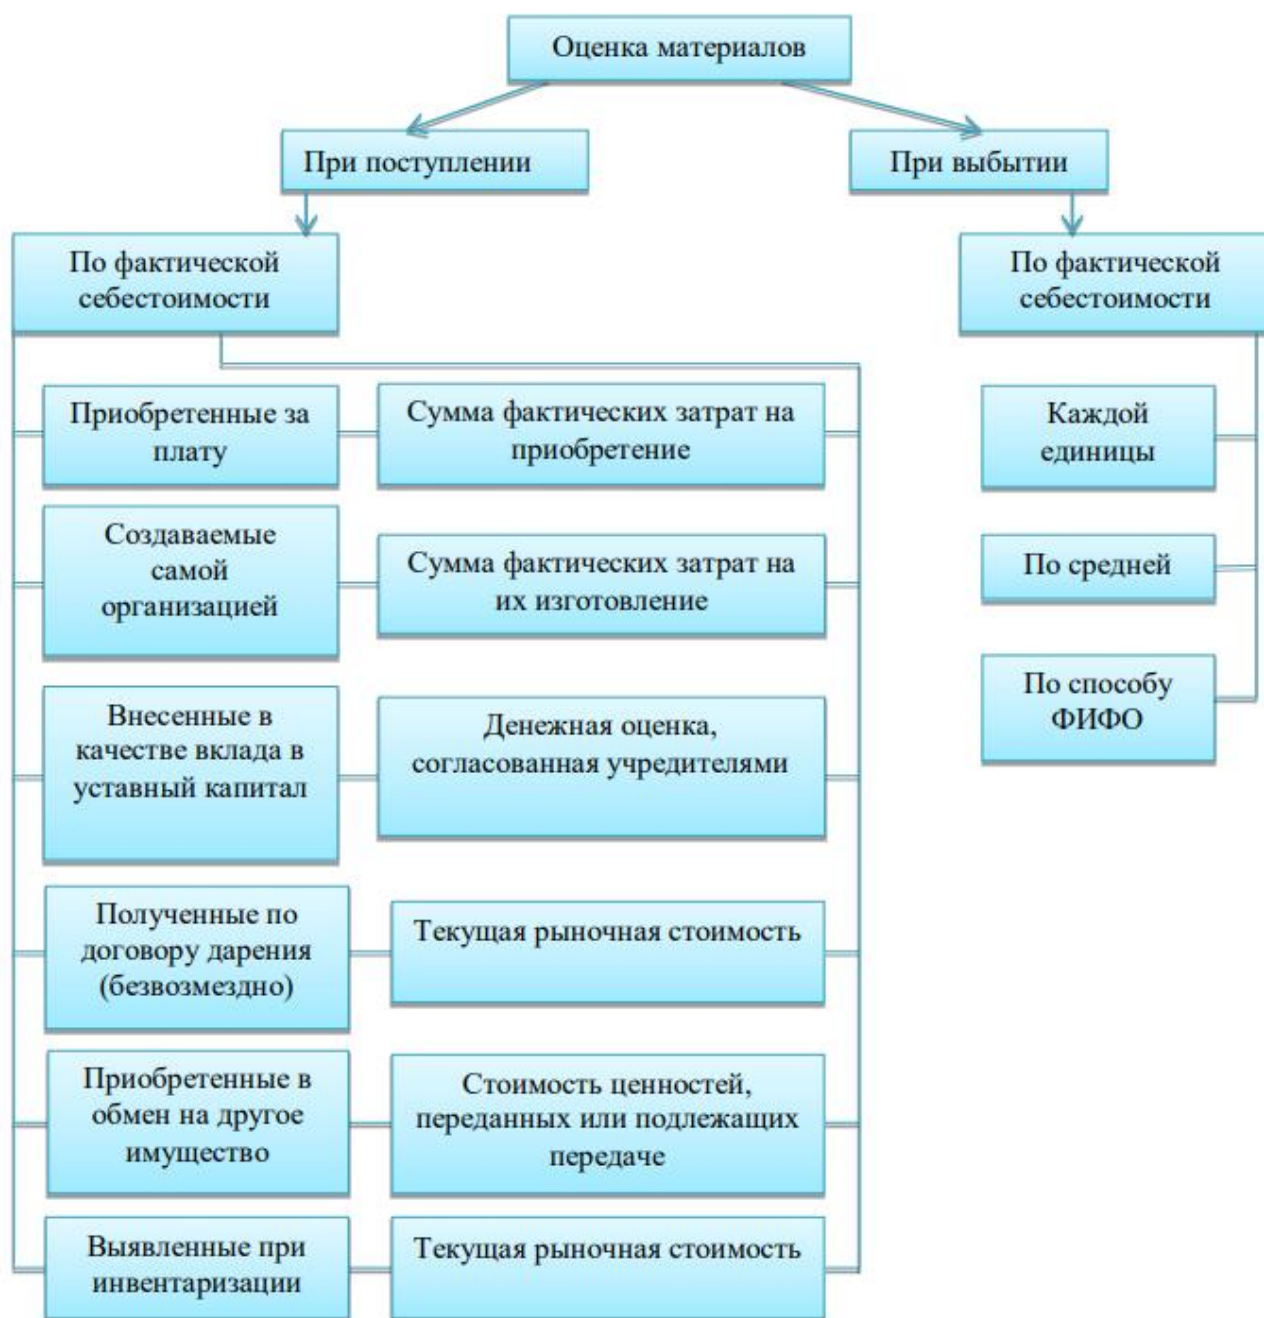 Оценка материалов
При поступлении
При выбытии
По фактической
себестоимости
По фактической
себестоимости
Приобретенные за
плату
Сумма фактических затрат на
приобретение
Каждой
единицы
Создаваемые
самой
организацией
Сумма фактических затрат на
их изготовление
По средней
Внесенные в
качестве вклада в
уставный капитал
Денежная оценка,
согласованная учредителями
По способу
ФИФО
Полученные по
договору дарения
(безвозмездно)
Текущая рыночная стоимость
Приобретенные в
обмен на другое
имущество
Стоимость ценностей,
переданных или подлежащих
передаче
Выявленные при
инвентаризации
Текущая рыночная стоимость